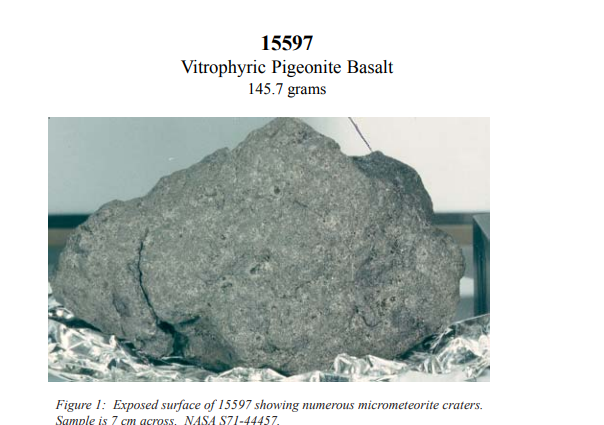 15597
Vitrophyric Pigeonite Basalt
145.7 grams
Figure 1: Exposed surface of 15597 showing numerous micrometeorite craters.
Sample is 7 cm across. NASA S71-44457.